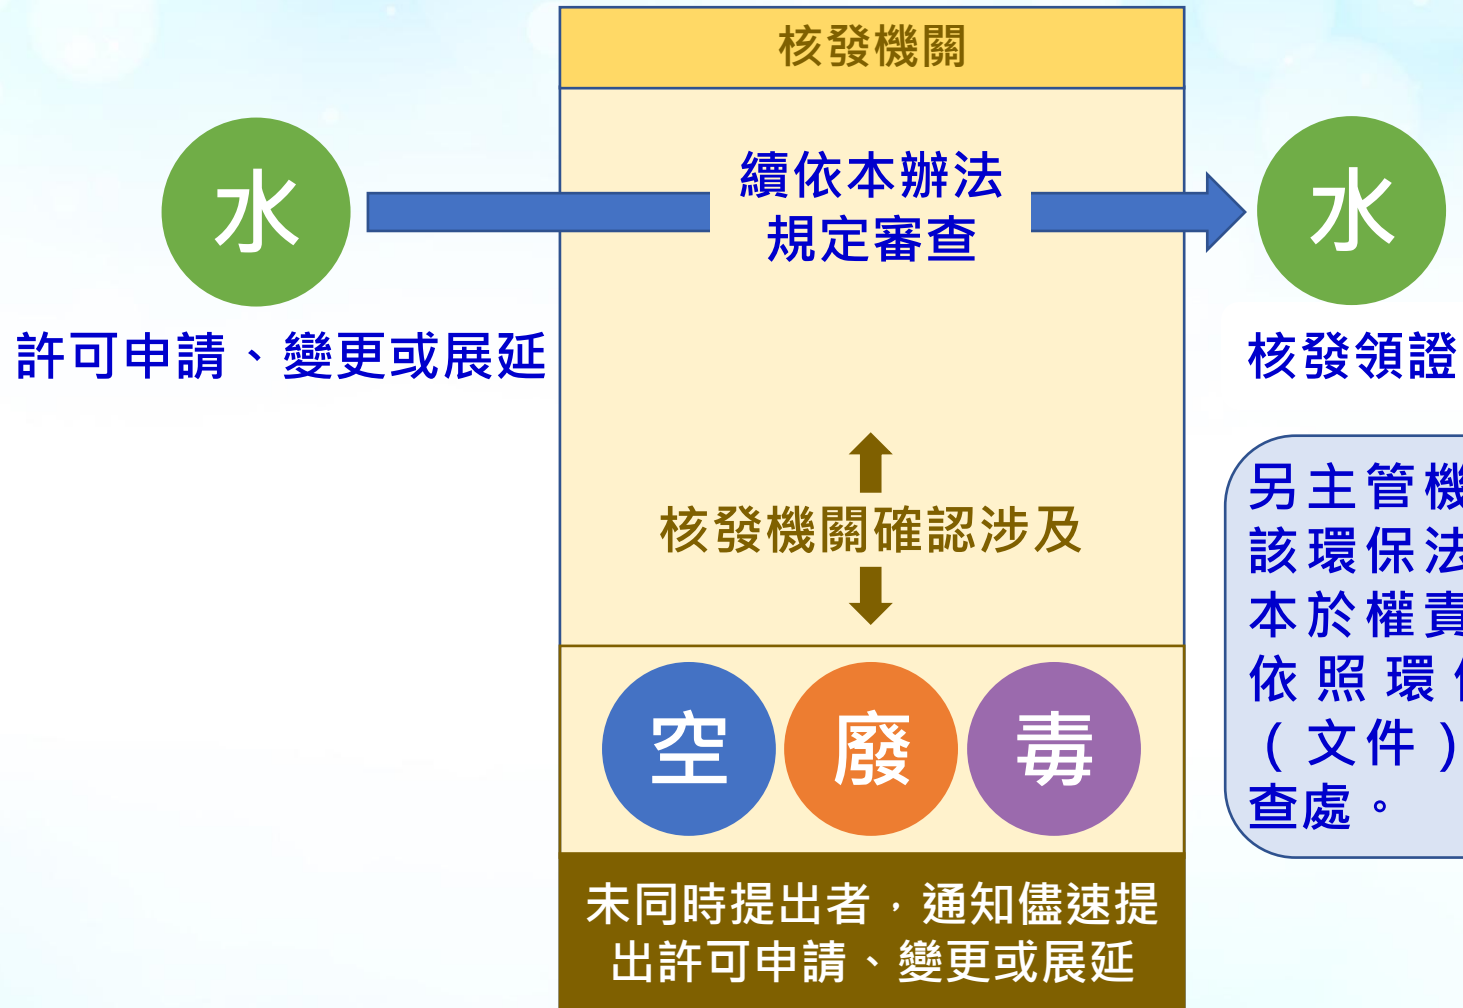 核發機關
水
續依本辦法
規定審查
水
許可申請、變更或展延
核發領證
核發機關確認涉及
空 廢 毒
未同時提出者，通知儘速提
出許可申請、變更或展延
另主管機
該環保法
本於權責
依照環
（文件）
查處。